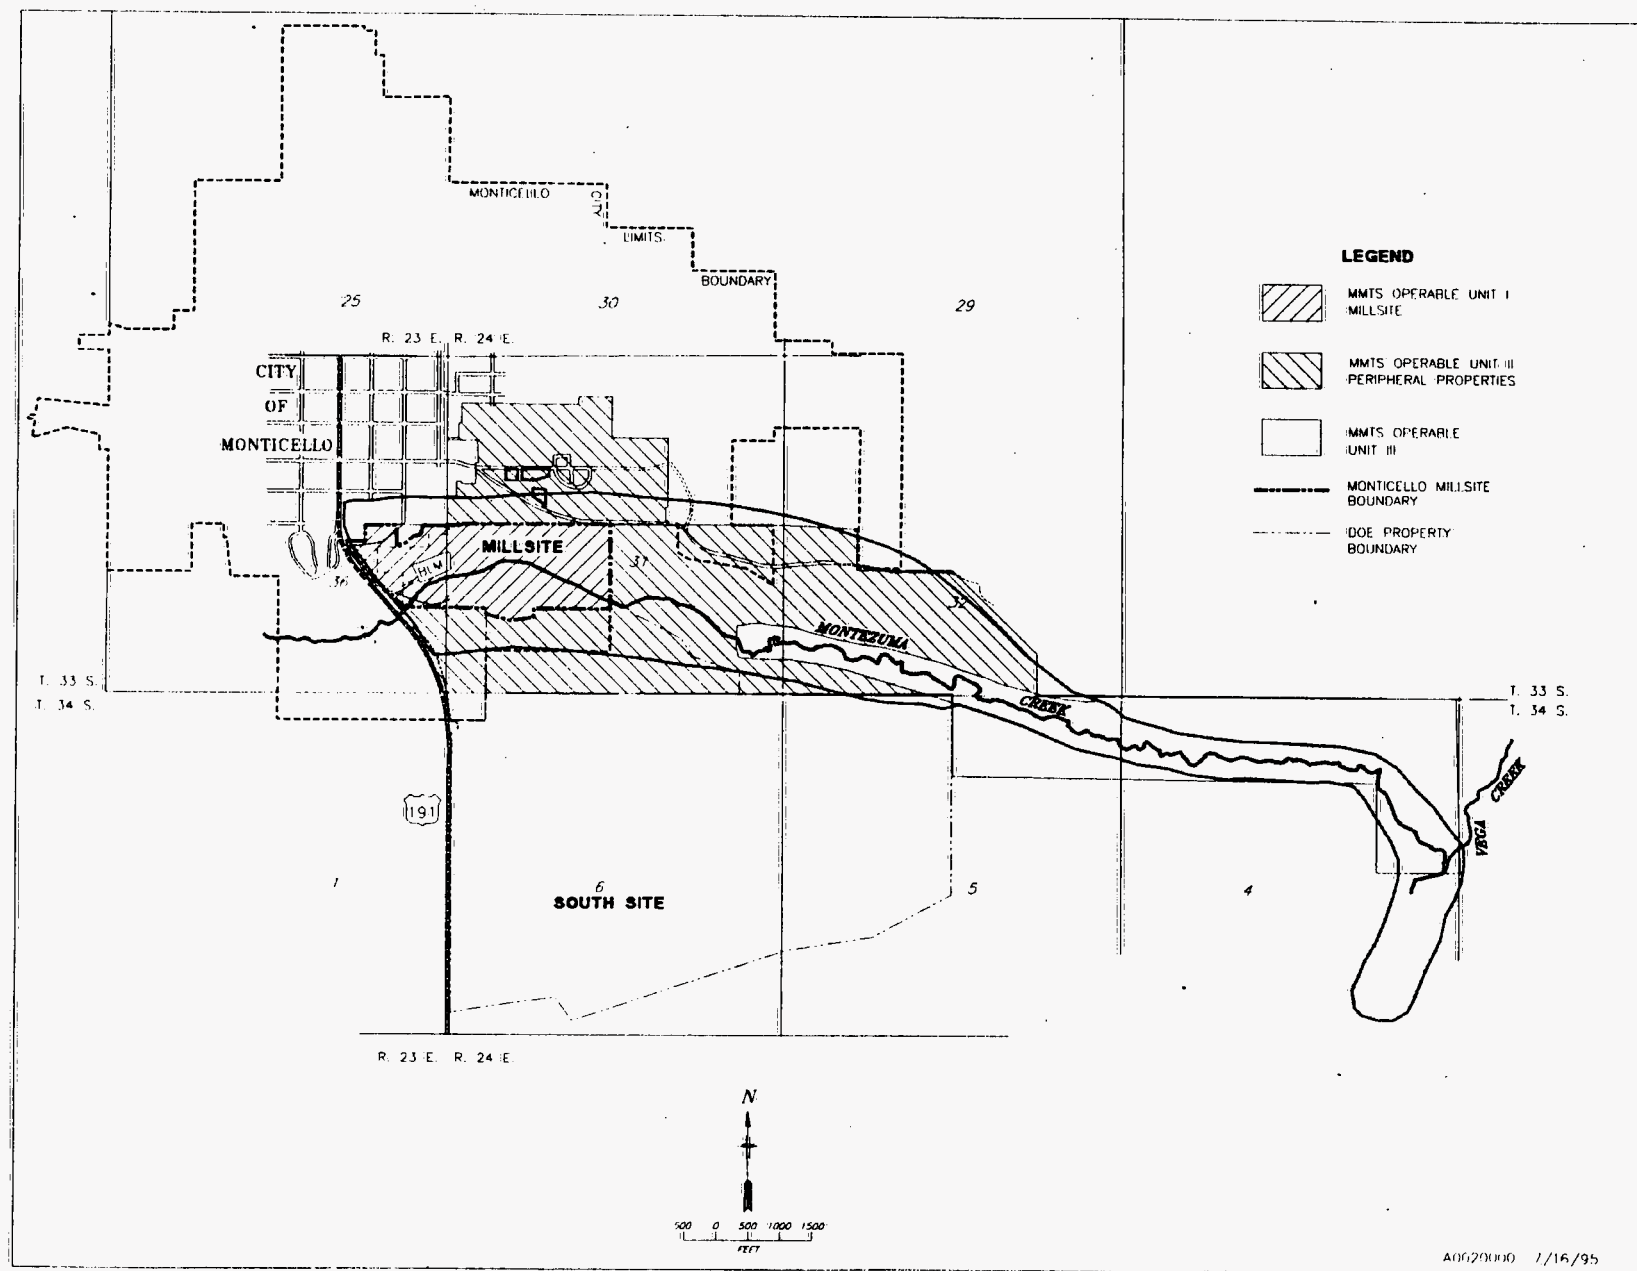 MONTICELLO
CITY
LIMITS
BOUNDARY
LEGEND
MMTS OPERABLE UNIT I
MILLSITE
MMTS OPERABLE UNIT III
PERIPHERAL PROPERTIES
MMTS OPERABLE
UNIT III
MONTICELLO MILLSITE
BOUNDARY
DOE PROPERTY
BOUNDARY
25
30
29
R. 23 E. R. 24 E.
CITY
OF
MONTICELLO
MILLSITE
HLM
36
31
32
MONTEZUMA
CREEK
T. 33 S.
T. 34 S.
T. 33 S.
T. 34 S.
191
VEGA
CREEK
1
6
5
4
SOUTH SITE
R. 23 E. R. 24 E.
N
500 0 500 1000 1500
FEET